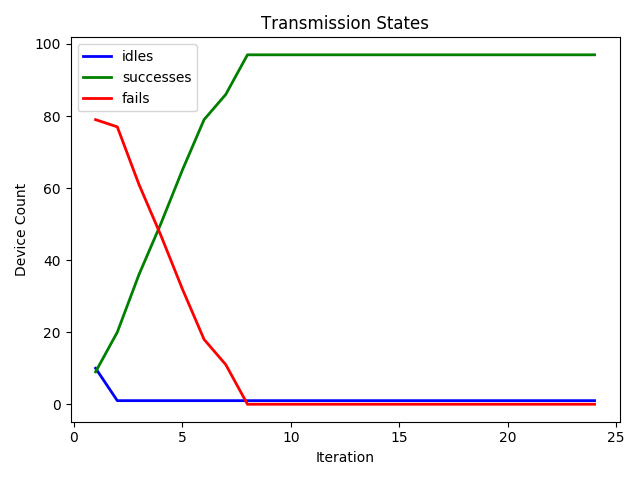 Transmission States
idles
successes
fails
Device Count
100
80
60
40
20
0
0 5 10 15 20 25
Iteration